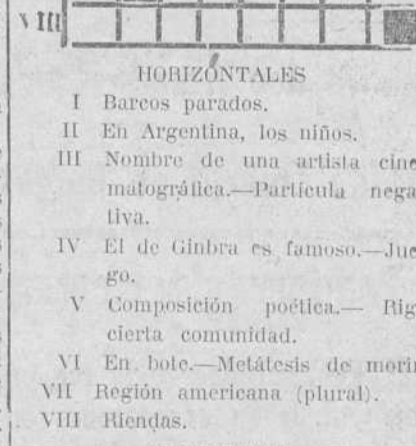 VIII
HORIZONTALES
I Barcos parados.
II En Argentina, los niños.
III Nombre de una artista cine
matográfica.—Partícula nega
tiva.
IV El de Ginbra es famoso.—Jue
go.
V Composición poética.— Rig
cierta comunidad.
VI En bote.—Metátesis de morir
VII Región americana (plural).
VIII Riendas.